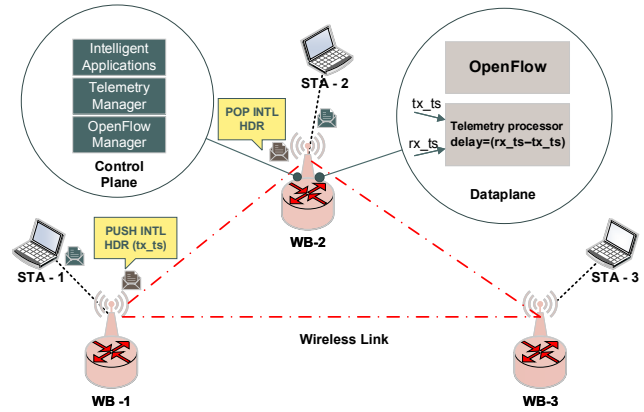 Intelligent
Applications
Telemetry
Manager
OpenFlow
Manager
Control
Plane
STA - 2
POP INTL
HDR
OpenFlow
tx_ts
rx_ts
Telemetry processor
delay=(rx_ts–tx_ts)
Dataplane
WB-2
STA - 1
PUSH INTL
HDR (tx_ts)
STA - 3
Wireless Link
WB -1
WB-3